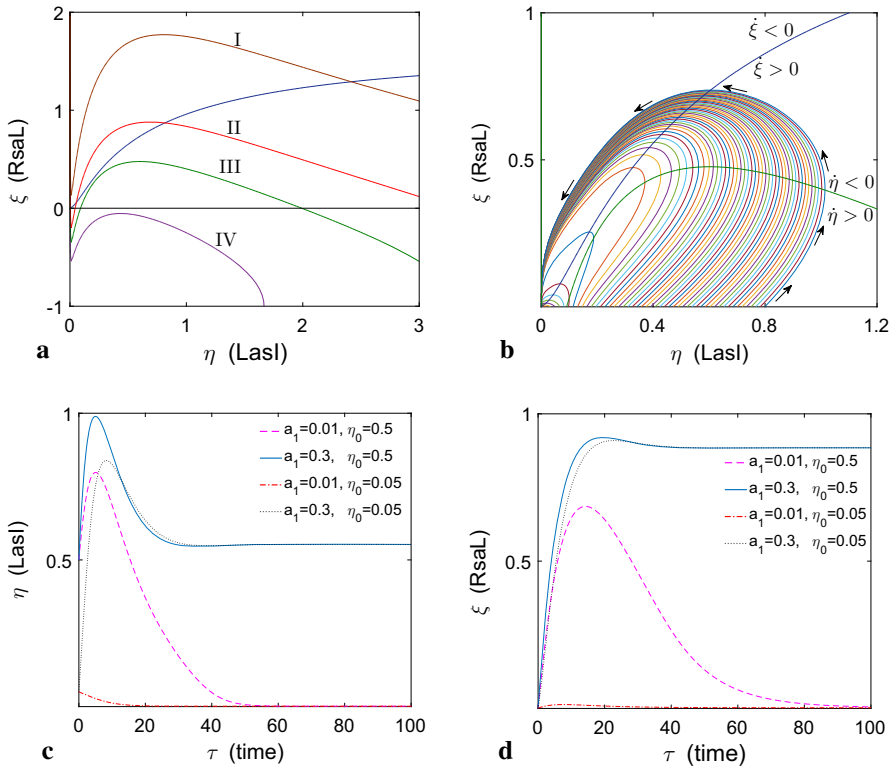 2
1
0
-1
0
1
2
3
ξ (RsaL)
η (LasI)
I
II
III
IV
a
1
0.5
0
0.4
0.8
1.2
ξ (RsaL)
η (LasI)
ξ̇ < 0
ξ̇ > 0
η̇ < 0
η̇ > 0
b
1
0.5
0
20
40
60
80
100
η (LasI)
τ (time)
a₁=0.01, η₀=0.5
a₁=0.3, η₀=0.5
a₁=0.01, η₀=0.05
a₁=0.3, η₀=0.05
c
1
0.5
0
20
40
60
80
100
ξ (RsaL)
τ (time)
a₁=0.01, η₀=0.5
a₁=0.3, η₀=0.5
a₁=0.01, η₀=0.05
a₁=0.3, η₀=0.05
d